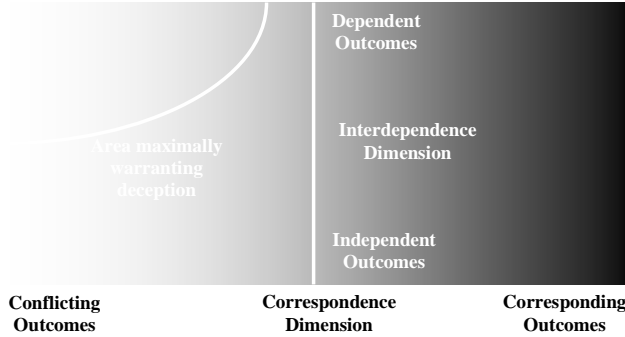 Dependent
Outcomes
Area maximally
warranting
deception
Interdependence
Dimension
Independent
Outcomes
Conflicting
Outcomes
Correspondence
Dimension
Corresponding
Outcomes